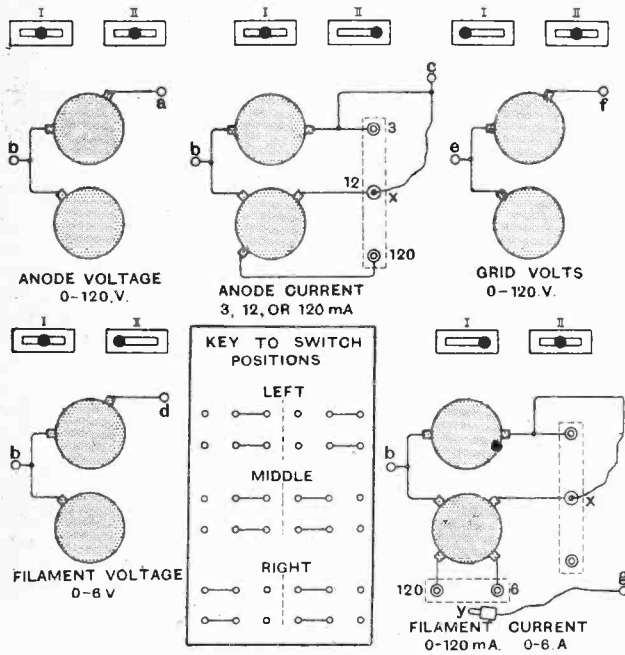 I II
I II
I II
a
b
ANODE VOLTAGE
0-120.V.
c
3
b
12
x
120
ANODE CURRENT
3, 12, OR 120 mA
f
e
GRID VOLTS
0-120.V.
I II
d
b
FILAMENT VOLTAGE
0-6 V
KEY TO SWITCH
POSITIONS
LEFT
MIDDLE
RIGHT
I II
b
x
120 6
y
e
FILAMENT CURRENT
0-120 mA. 0-6.A